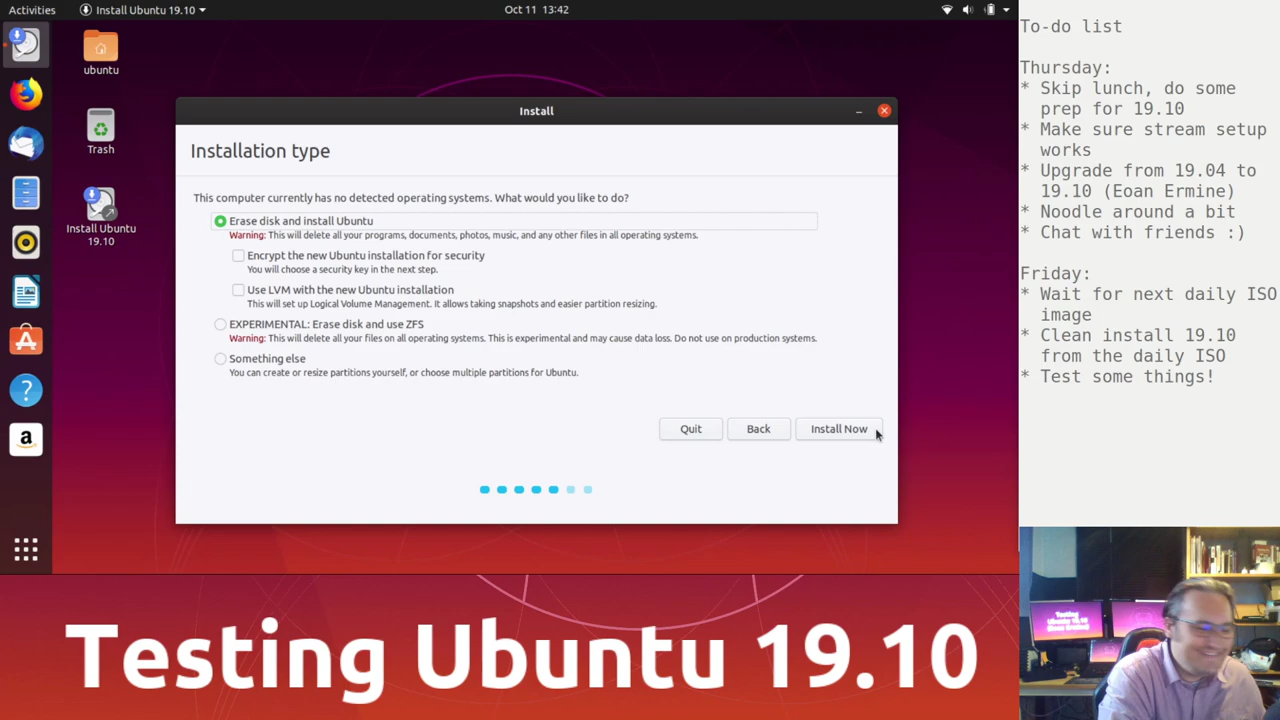 Activities
Install Ubuntu 19.10
Oct 11 13:42
ubuntu
Trash
Install Ubuntu
19.10
Install
Installation type
This computer currently has no detected operating systems. What would you like to do?
Erase disk and install Ubuntu
Warning: This will delete all your programs, documents, photos, music, and any other files in all operating systems.
Encrypt the new Ubuntu installation for security
You will choose a security key in the next step.
Use LVM with the new Ubuntu installation
This will set up Logical Volume Management. It allows taking snapshots and easier partition resizing.
EXPERIMENTAL: Erase disk and use ZFS
Warning: This will delete all your files on all operating systems. This is experimental and may cause data loss. Do not use on production systems.
Something else
You can create or resize partitions yourself, or choose multiple partitions for Ubuntu.
Quit
Back
Install Now
To-do list
Thursday:
* Skip lunch, do some
prep for 19.10
* Make sure stream setup
works
* Upgrade from 19.04 to
19.10 (Eoan Ermine)
* Noodle around a bit
* Chat with friends :)
Friday:
* Wait for next daily ISO
image
* Clean install 19.10
from the daily ISO
* Test some things!
Testing Ubuntu 19.10